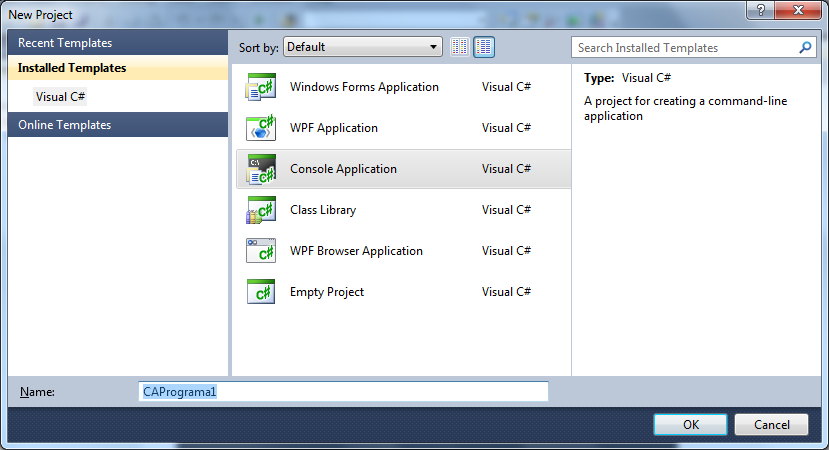 New Project
?
Recent Templates
Installed Templates
Visual C#
Online Templates
Sort by: Default
Search Installed Templates
Windows Forms Application Visual C#
WPF Application Visual C#
Console Application Visual C#
Class Library Visual C#
WPF Browser Application Visual C#
Empty Project Visual C#
Type: Visual C#
A project for creating a command-line
application
Name: CAPrograma1
OK Cancel